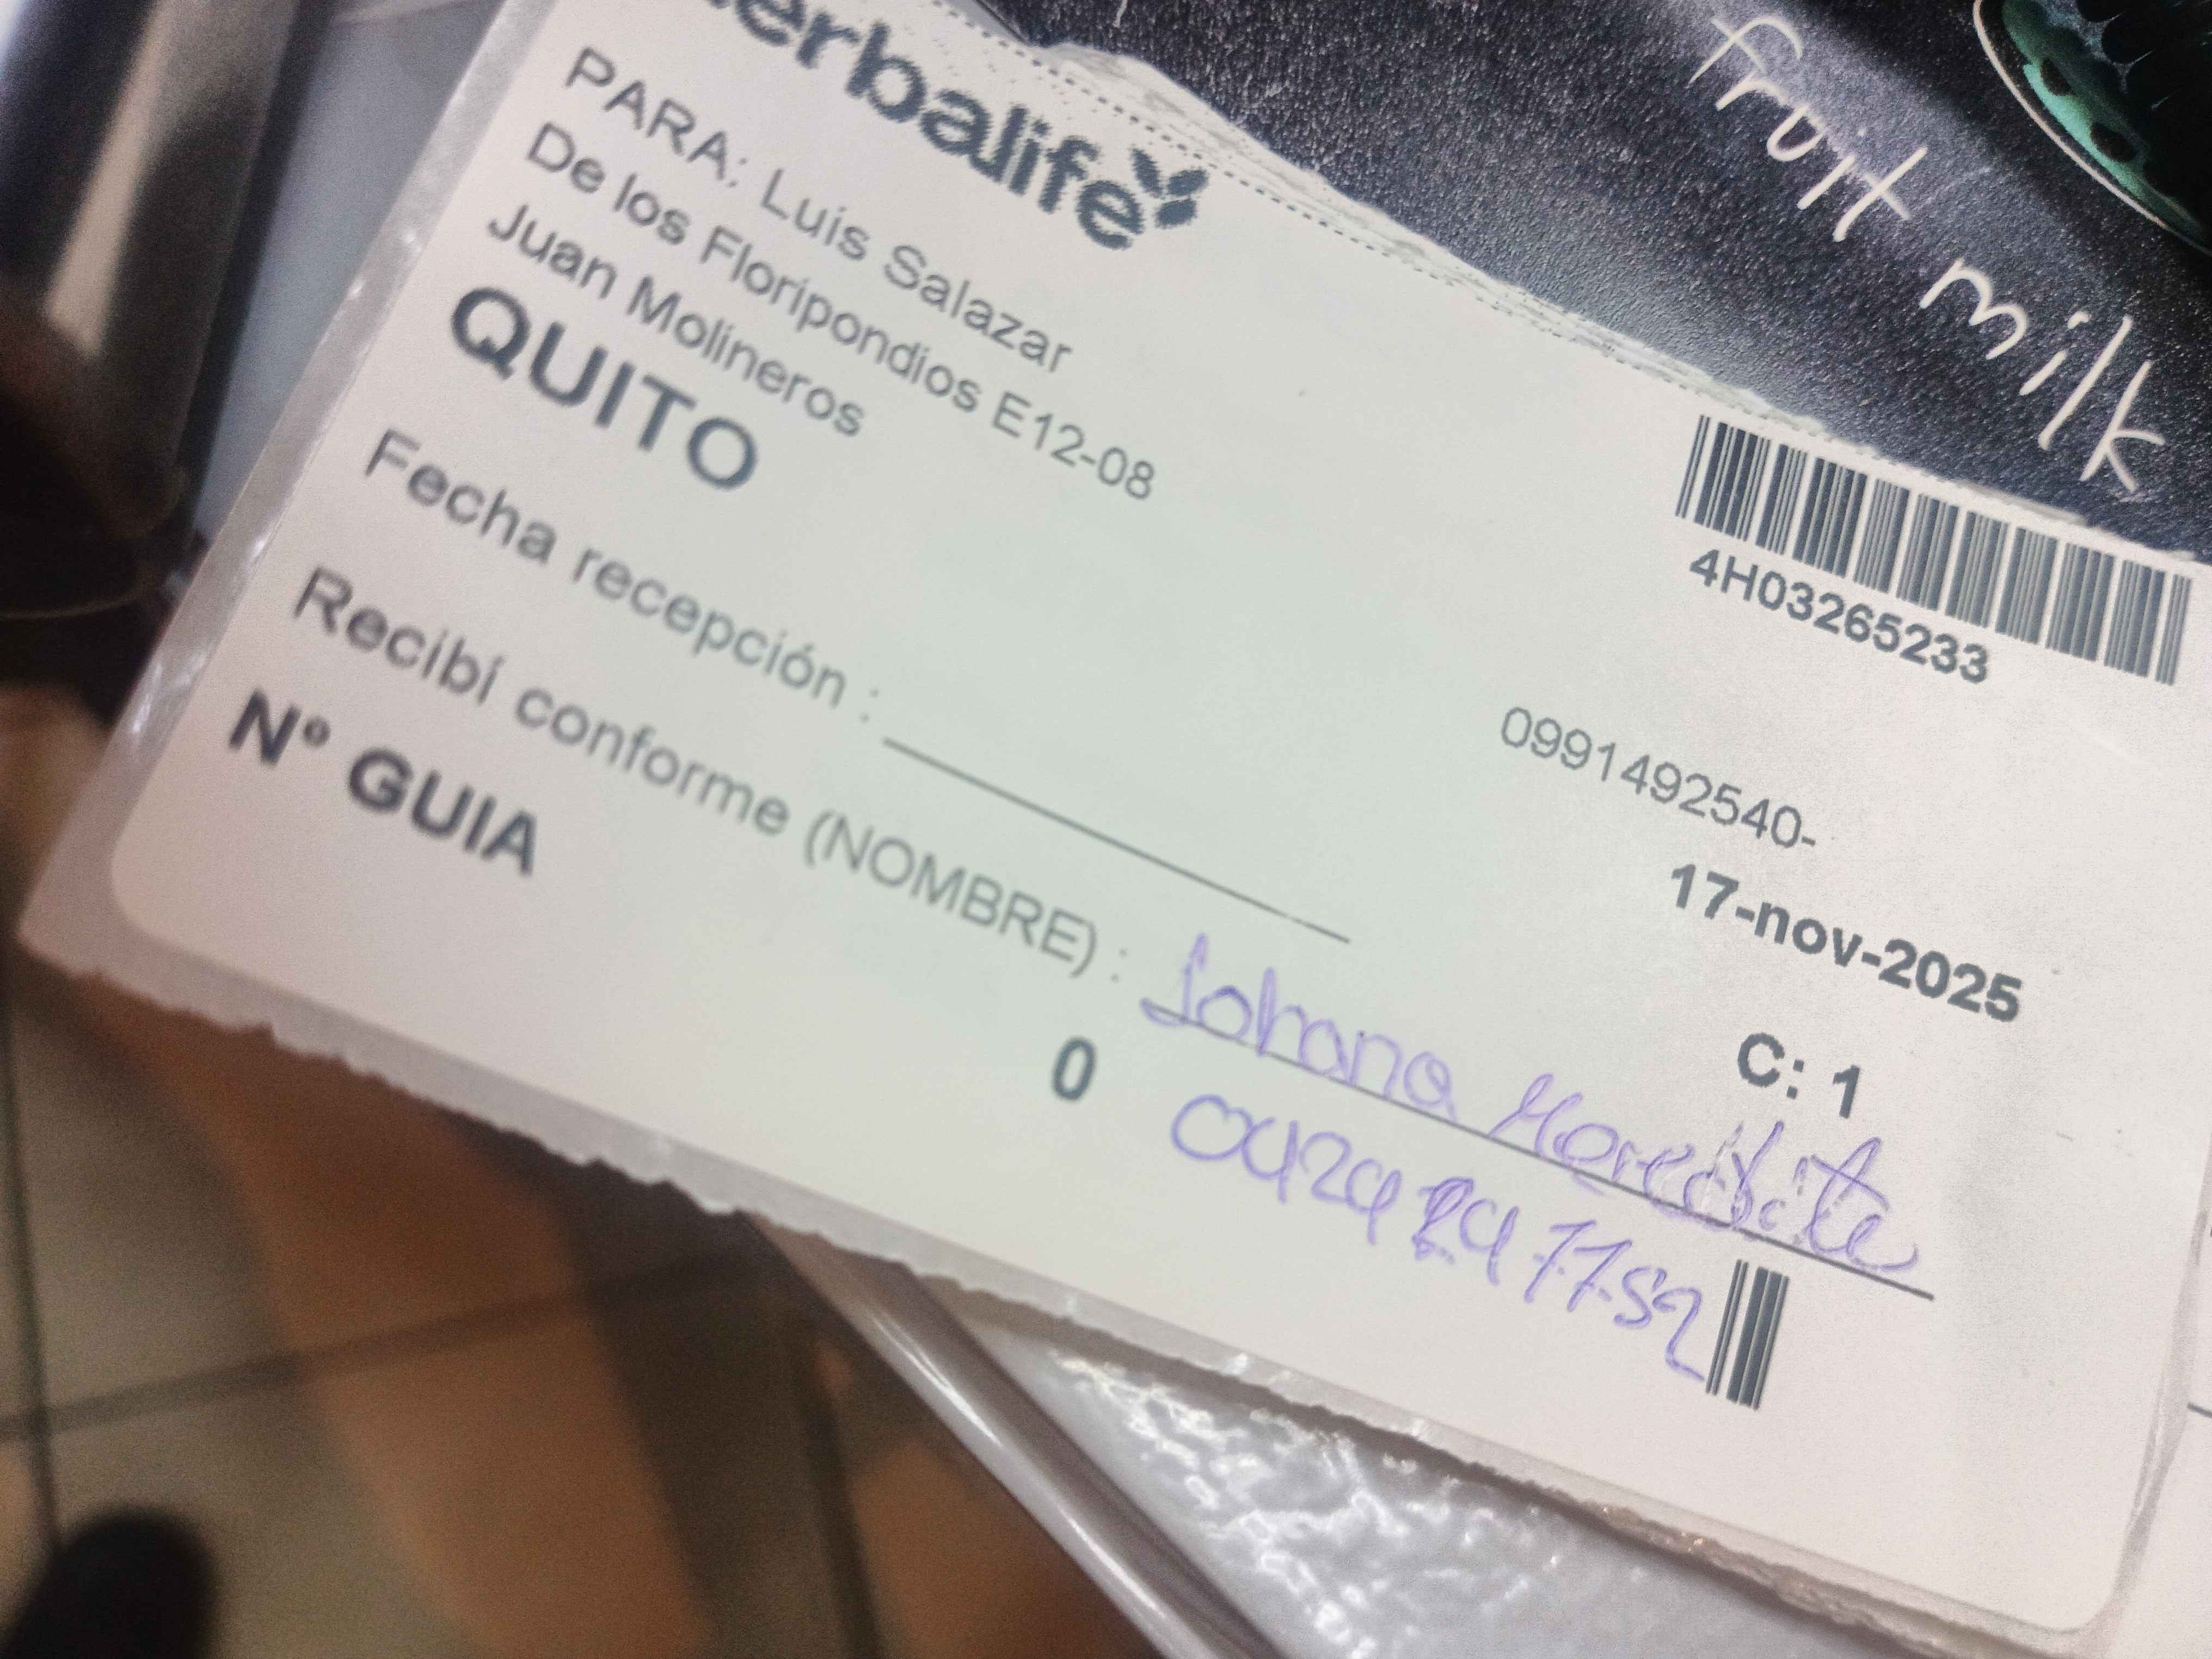 erbalife
PARA: Luis Salazar
De los Floripondios E12-08
Juan Molineros
QUITO
4H03265233
0991492540-
17-nov-2025
C: 1
Fecha recepción :
Recibí conforme (NOMBRE) : Johana
N° GUIA 0
fruit milk